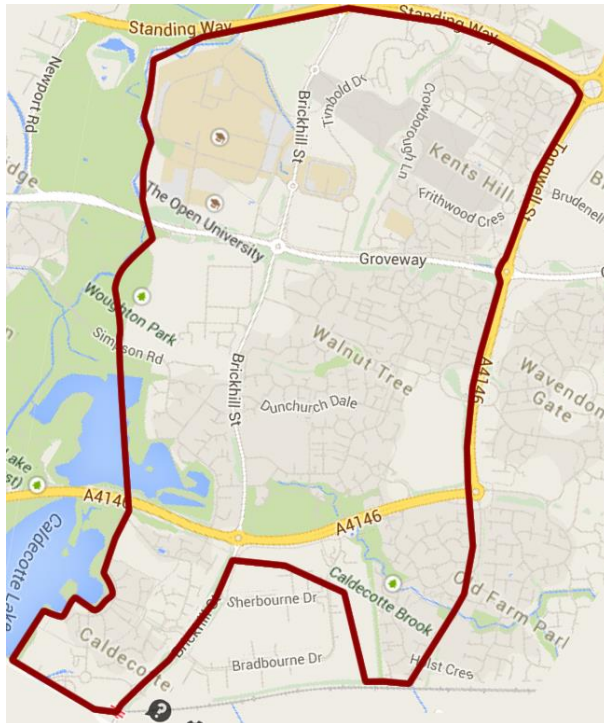 Standing Way
Standing Way
Newport Rd
Timbold Dr
Brickhill St
Crowborough Ln
Kents Hill
Tongwell St
ridge
Frithwood Cres
Brudenell
The Open University
Groveway
Woughton Park
Simpson Rd
Walnut Tree
A4146
Brickhill St
Wavendon
Gate
Dunchurch Dale
Lake
A4146
A4146
Caldecotte Lake
Caldecotte Brook
Old Farm Park
Brickhill St
Sherbourne Dr
Caldecotte
Bradbourne Dr
Holst Cres